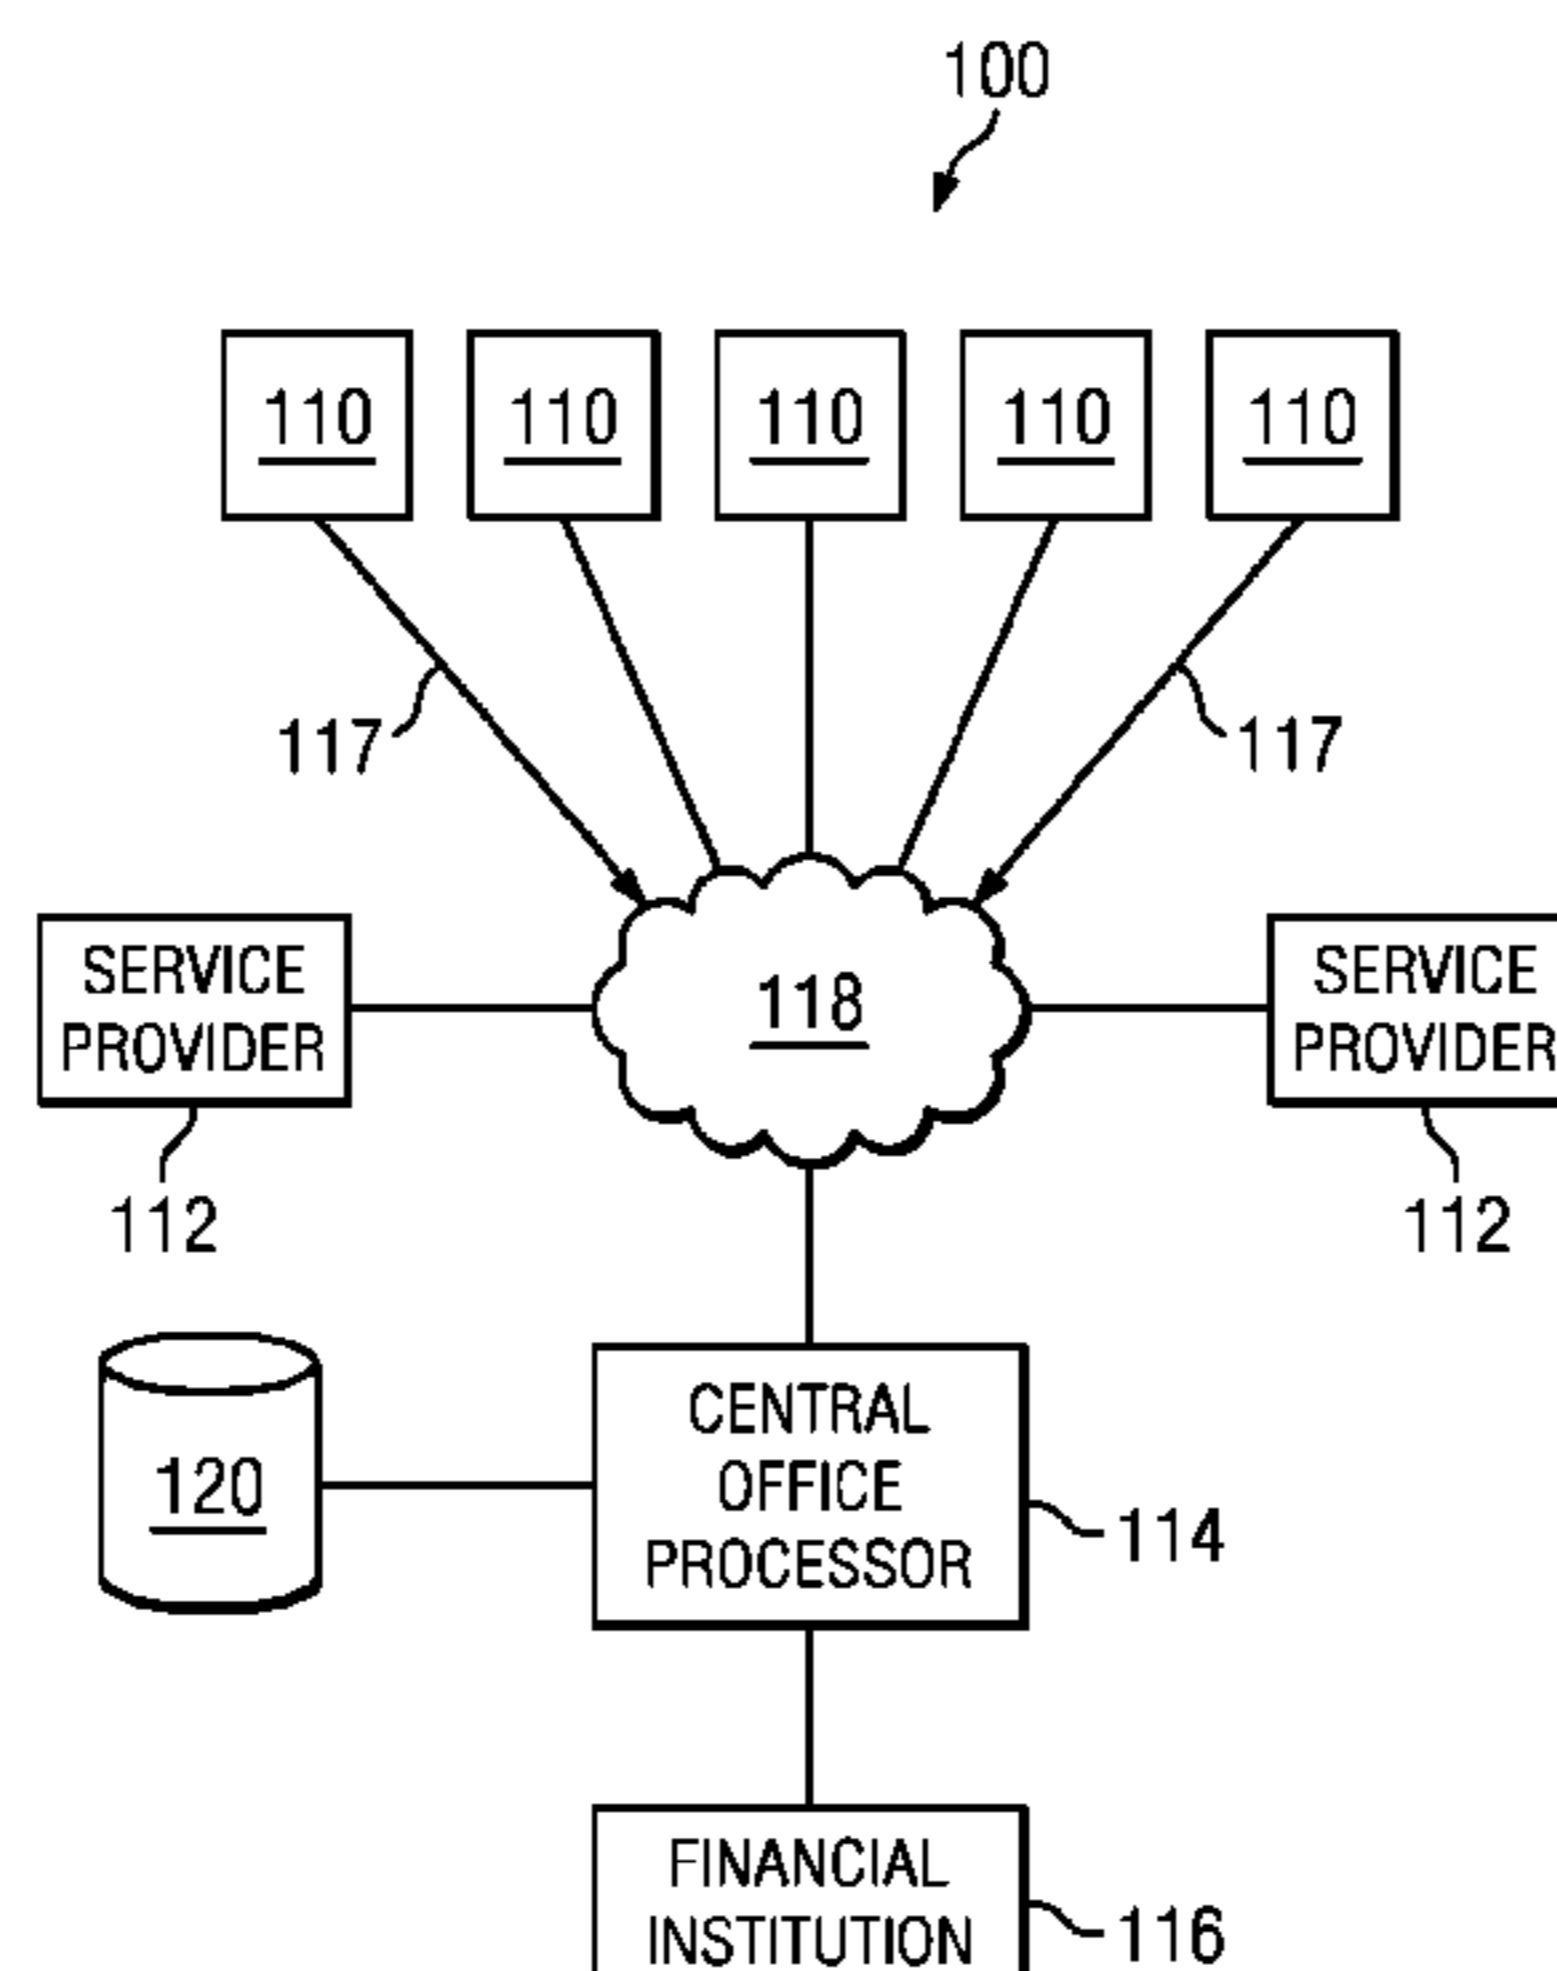 100
110 110 110 110 110
117 117
SERVICE
PROVIDER
118
SERVICE
PROVIDER
112 112
CENTRAL
OFFICE
PROCESSOR
120
114
FINANCIAL
INSTITUTION
116